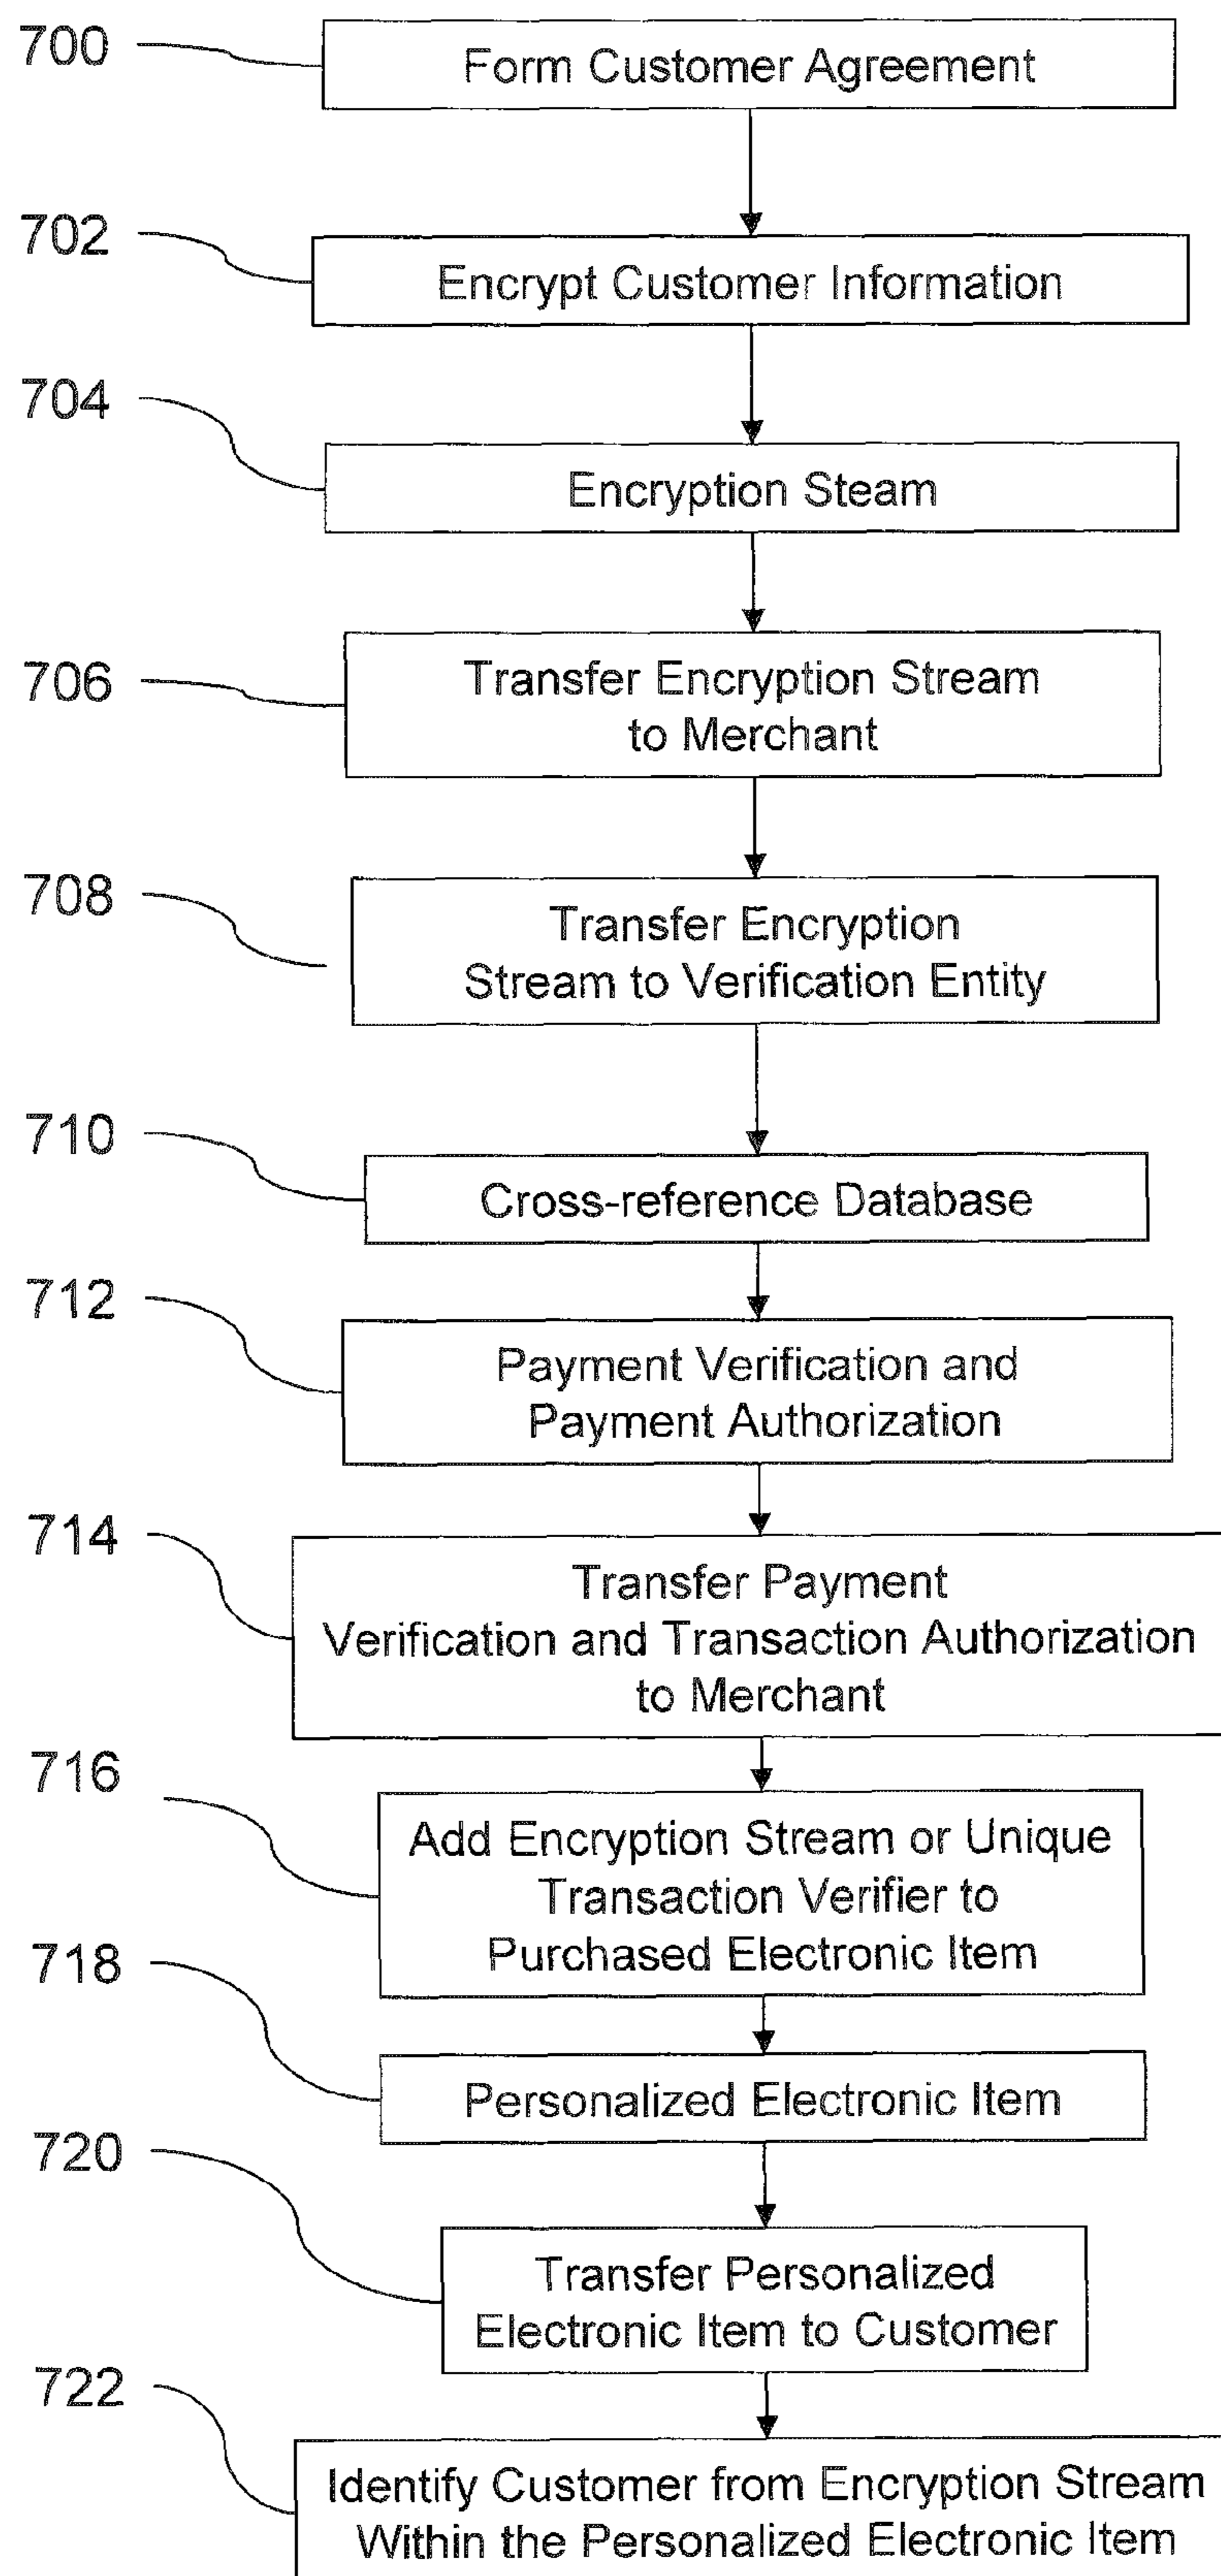 700
Form Customer Agreement
702
Encrypt Customer Information
704
Encryption Steam
706
Transfer Encryption Stream
to Merchant
708
Transfer Encryption
Stream to Verification Entity
710
Cross-reference Database
712
Payment Verification and
Payment Authorization
714
Transfer Payment
Verification and Transaction Authorization
to Merchant
716
Add Encryption Stream or Unique
Transaction Verifier to
Purchased Electronic Item
718
Personalized Electronic Item
720
Transfer Personalized
Electronic Item to Customer
722
Identify Customer from Encryption Stream
Within the Personalized Electronic Item